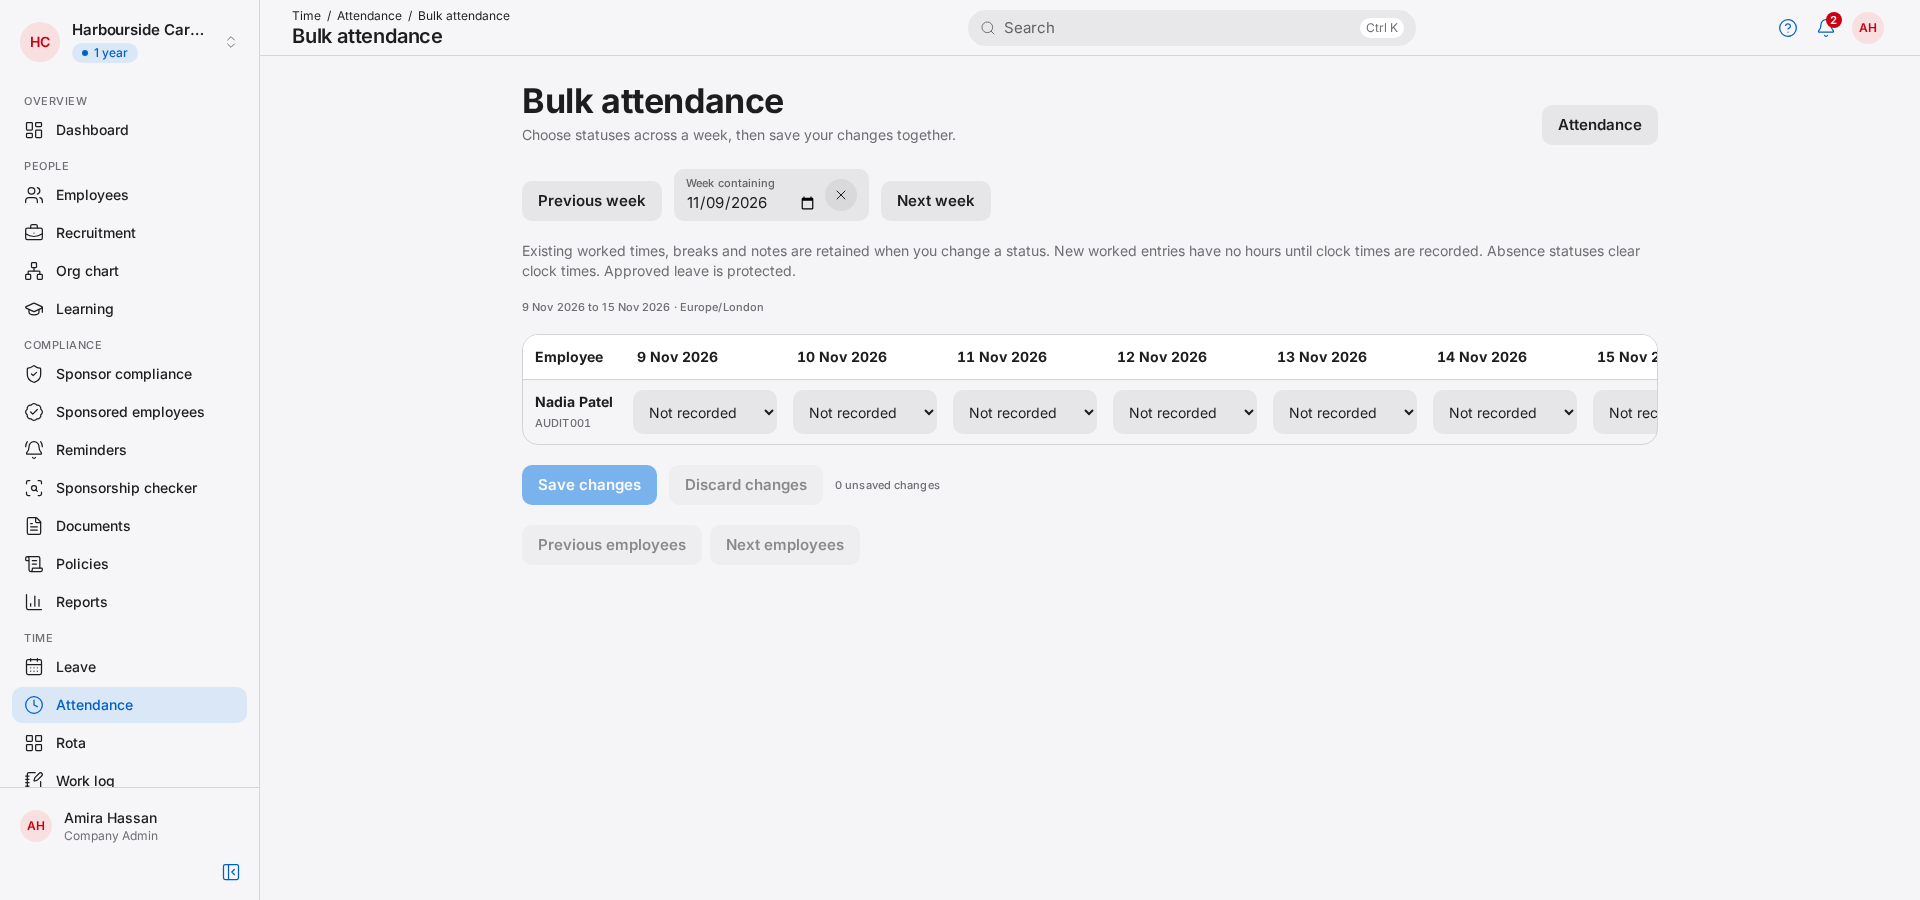 HC
Harbourside Car...
1 year
OVERVIEW
Dashboard
PEOPLE
Employees
Recruitment
Org chart
Learning
COMPLIANCE
Sponsor compliance
Sponsored employees
Reminders
Sponsorship checker
Documents
Policies
Reports
TIME
Leave
Attendance
Rota
Work log
AH
Amira Hassan
Company Admin
Time / Attendance / Bulk attendance
Bulk attendance
Search
Ctrl K
2
AH
Bulk attendance
Choose statuses across a week, then save your changes together.
Attendance
Previous week
Week containing
11/09/2026
Next week
Existing worked times, breaks and notes are retained when you change a status. New worked entries have no hours until clock times are recorded. Absence statuses clear
clock times. Approved leave is protected.
9 Nov 2026 to 15 Nov 2026 · Europe/London
Employee 9 Nov 2026 10 Nov 2026 11 Nov 2026 12 Nov 2026 13 Nov 2026 14 Nov 2026 15 Nov 2
Nadia Patel
AUDIT001
Not recorded Not recorded Not recorded Not recorded Not recorded Not recorded Not rec
Save changes
Discard changes
0 unsaved changes
Previous employees
Next employees